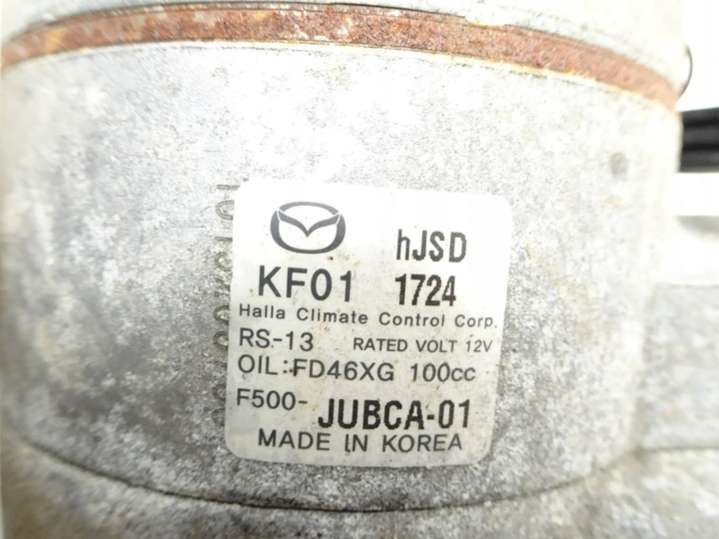 hJSD
KF01 1724
Halla Climate Control Corp.
RS-13 RATED VOLT 12V
OIL:FD46XG 100cc
F500- JUBCA-01
MADE IN KOREA